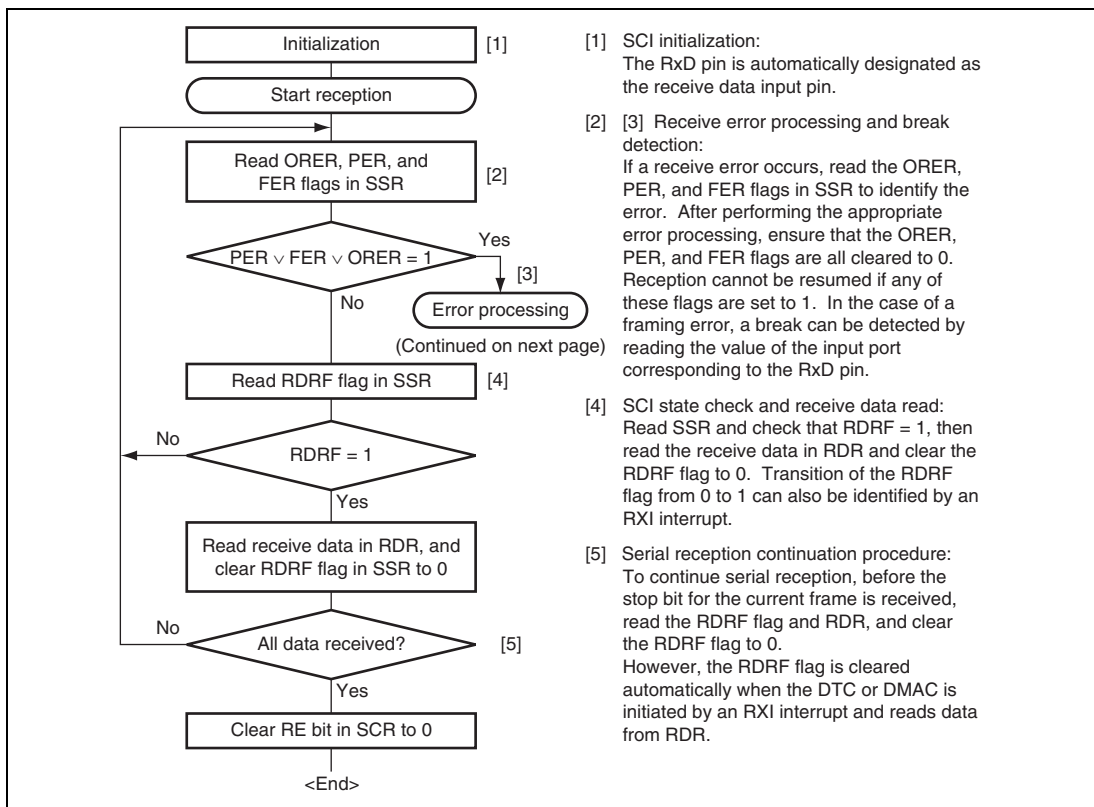 Initialization
[1]
Start reception
Read ORER, PER, and
FER flags in SSR
[2]
PER ∨ FER ∨ ORER = 1
Yes
[3]
No
Error processing
(Continued on next page)
Read RDRF flag in SSR
[4]
No
RDRF = 1
Yes
Read receive data in RDR, and
clear RDRF flag in SSR to 0
No
All data received?
[5]
Yes
Clear RE bit in SCR to 0
<End>
[1] SCI initialization:
The RxD pin is automatically designated as
the receive data input pin.
[2] [3] Receive error processing and break
detection:
If a receive error occurs, read the ORER,
PER, and FER flags in SSR to identify the
error. After performing the appropriate
error processing, ensure that the ORER,
PER, and FER flags are all cleared to 0.
Reception cannot be resumed if any of
these flags are set to 1. In the case of a
framing error, a break can be detected by
reading the value of the input port
corresponding to the RxD pin.
[4] SCI state check and receive data read:
Read SSR and check that RDRF = 1, then
read the receive data in RDR and clear the
RDRF flag to 0. Transition of the RDRF
flag from 0 to 1 can also be identified by an
RXI interrupt.
[5] Serial reception continuation procedure:
To continue serial reception, before the
stop bit for the current frame is received,
read the RDRF flag and RDR, and clear
the RDRF flag to 0.
However, the RDRF flag is cleared
automatically when the DTC or DMAC is
initiated by an RXI interrupt and reads data
from RDR.